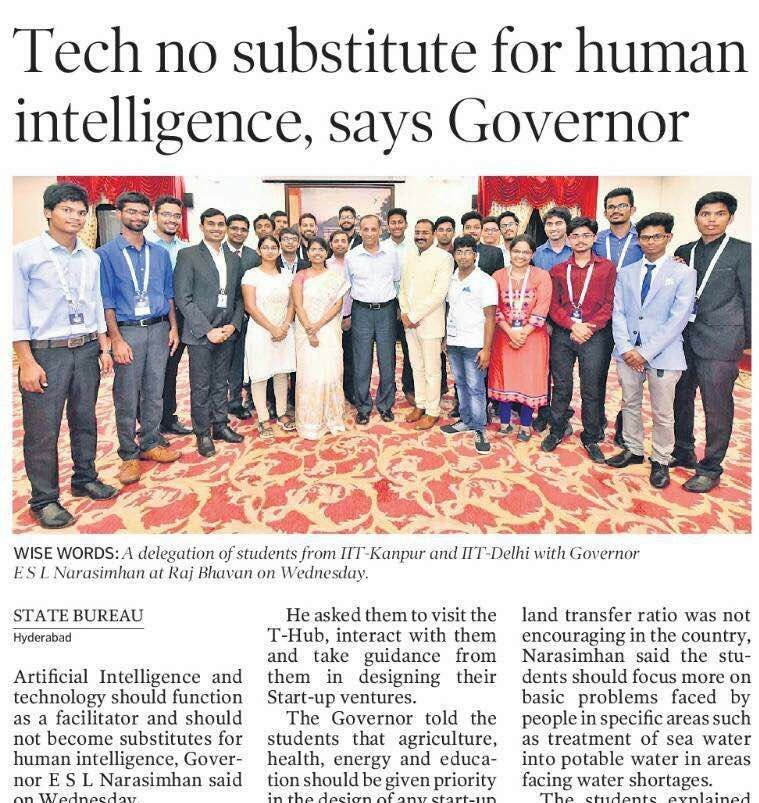 Tech no substitute for human
intelligence, says Governor
WISE WORDS: A delegation of students from IIT-Kanpur and IIT-Delhi with Governor
E S L Narasimhan at Raj Bhavan on Wednesday.
STATE BUREAU
Hyderabad
Artificial Intelligence and
technology should function
as a facilitator and should
not become substitutes for
human intelligence, Gover-
nor E S L Narasimhan said
on Wednesday.
He asked them to visit the
T-Hub, interact with them
and take guidance from
them in designing their
Start-up ventures.
The Governor told the
students that agriculture,
health, energy and educa-
tion should be given priority
in the design of any start-up
land transfer ratio was not
encouraging in the country,
Narasimhan said the stu-
dents should focus more on
basic problems faced by
people in specific areas such
as treatment of sea water
into potable water in areas
facing water shortages.
The students explained